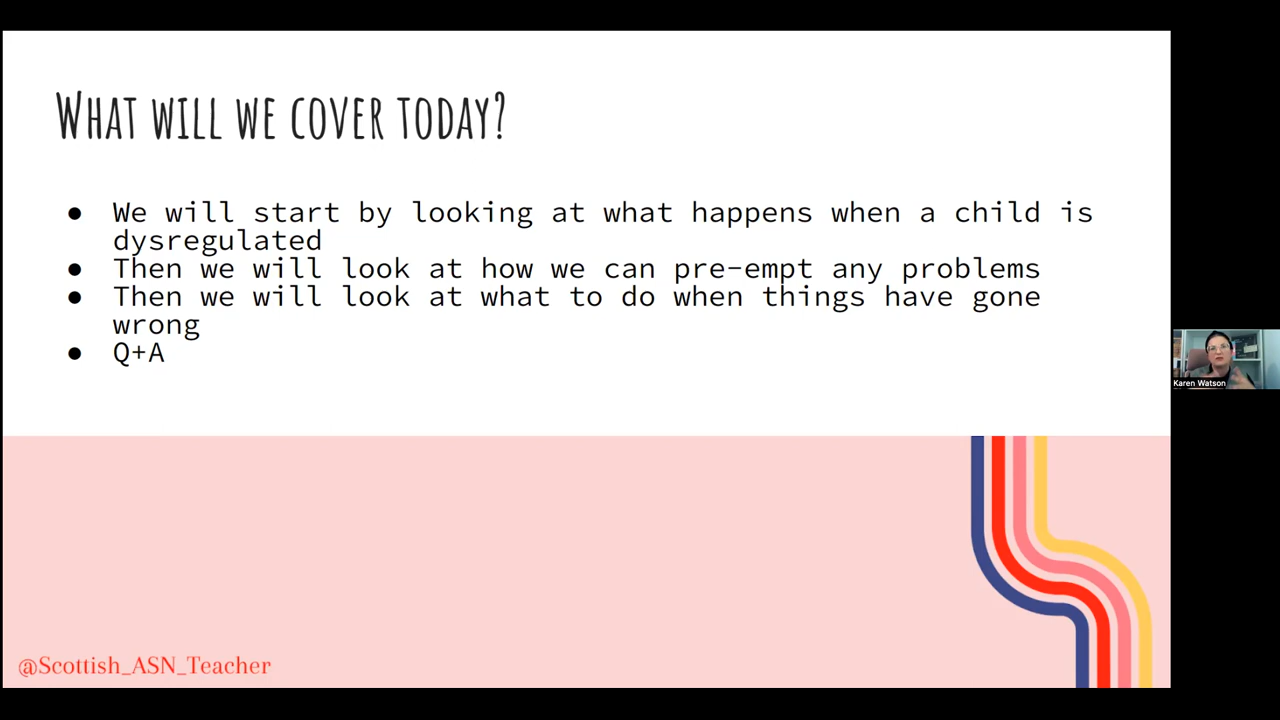 WHAT WILL WE COVER TODAY?
● We will start by looking at what happens when a child is
dysregulated
● Then we will look at how we can pre-empt any problems
● Then we will look at what to do when things have gone
wrong
● Q+A
Karen Watson
@Scottish_ASN_Teacher